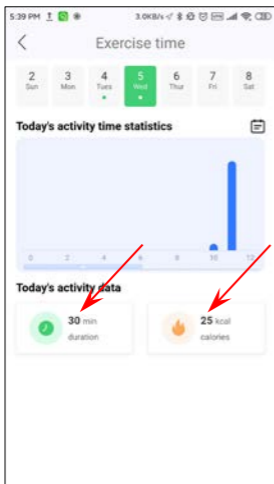 5:39 PM 3.0KB/s
Exercise time
2 3 4 5 6 7 8
Sun Mon Tues Wed Thur Fri Sat
Today's activity time statistics
0 2 4 6 8 10 12
Today's activity data
30 min 25 kcal
duration calories